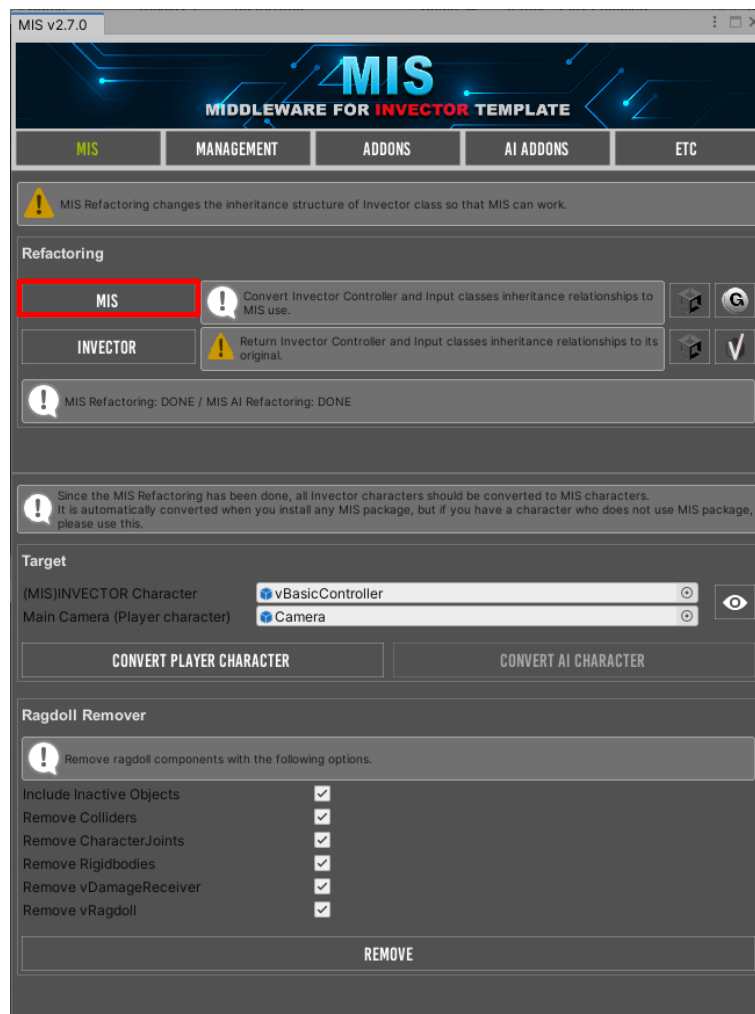 MIS v2.7.0
MIS
MIDDLEWARE FOR INVECTOR TEMPLATE
MIS MANAGEMENT ADDONS AI ADDONS ETC
MIS Refactoring changes the inheritance structure of Invector class so that MIS can work.
Refactoring
MIS
Convert Invector Controller and Input classes inheritance relationships to
MIS use.
G
INVECTOR
Return Invector Controller and Input classes inheritance relationships to its
original.
MIS Refactoring: DONE / MIS AI Refactoring: DONE
Since the MIS Refactoring has been done, all Invector characters should be converted to MIS characters.
It is automatically converted when you install any MIS package, but if you have a character who does not use MIS package,
please use this.
Target
(MIS)INVECTOR Character vBasicController
Main Camera (Player character) Camera
CONVERT PLAYER CHARACTER CONVERT AI CHARACTER
Ragdoll Remover
Remove ragdoll components with the following options.
Include Inactive Objects
Remove Colliders
Remove CharacterJoints
Remove Rigidbodies
Remove vDamageReceiver
Remove vRagdoll
REMOVE